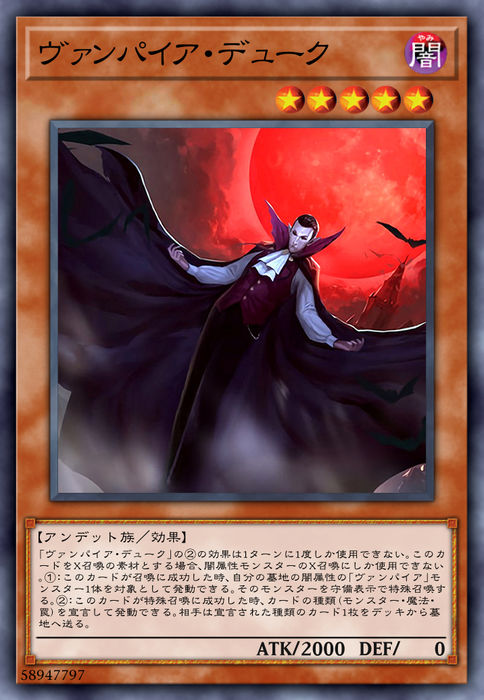 ヴァンパイア・デューク
やみ
闇
【アンデット族／効果】
「ヴァンパイア・デューク」の②の効果は1ターンに1度しか使用できない。このカ
ードをX召喚の素材とする場合、闇属性モンスターのX召喚にしか使用できな
い。①:このカードが召喚に成功した時、自分の墓地の闇属性の「ヴァンパイア」モ
ンスター1体を対象として発動できる。そのモンスターを守備表示で特殊召喚す
る。②:このカードが特殊召喚に成功した時、カードの種類(モンスター・魔法・
罠)を宣言して発動できる。相手は宣言された種類のカード1枚をデッキから墓
地へ送る。
ATK/2000 DEF/ 0
58947797